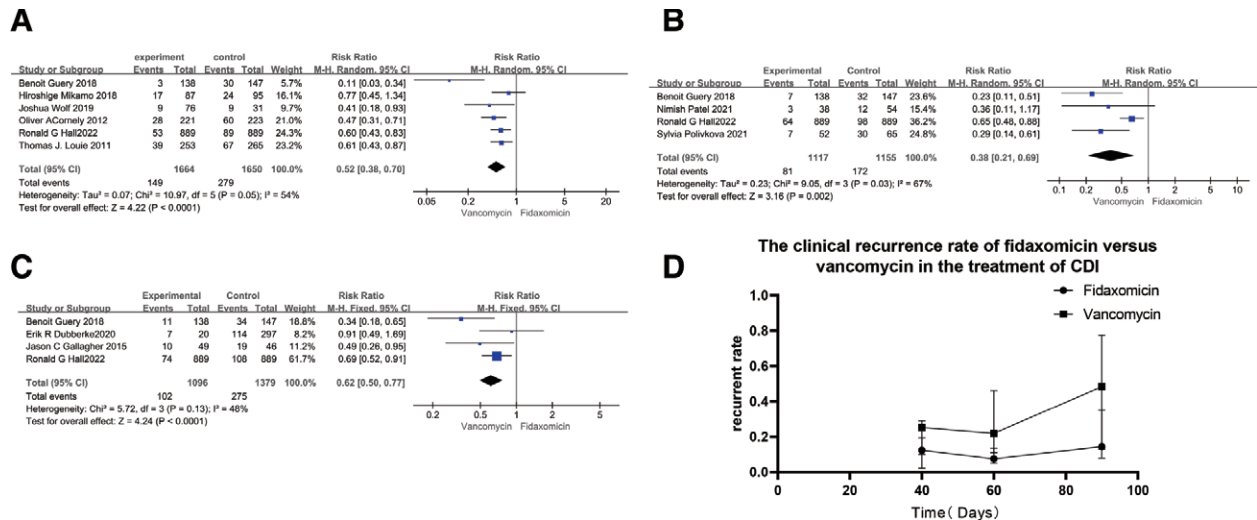 A
experiment control Risk Ratio Risk Ratio
Study or Subgroup Events Total Events Total Weight M-H. Random. 95% CI M-H. Random. 95% CI
Benoit Guery 2018 3 138 30 147 5.7% 0.11 [0.03, 0.34]
Hiroshige Mikamo 2018 17 87 24 95 16.1% 0.77 [0.45, 1.34]
Joshua Wolf 2019 9 76 9 31 9.7% 0.41 [0.18, 0.93]
Oliver ACornely 2012 28 221 60 223 22.0% 0.47 [0.31, 0.71]
Ronald G Hall2022 53 889 89 889 24.3% 0.60 [0.43, 0.83]
Thomas J. Louie 2011 39 253 67 265 23.2% 0.61 [0.43, 0.87]
Total (95% CI) 1664 1650 100.0% 0.52 [0.38, 0.70]
Total events 149 279
Heterogeneity: Tau² = 0.07; Chi² = 10.97, df = 5 (P = 0.05); I² = 54%
Test for overall effect: Z = 4.22 (P < 0.0001)
0.05 0.2 1 5 20
Vancomycin Fidaxomicin
B
Experimental Control Risk Ratio Risk Ratio
Study or Subgroup Events Total Events Total Weight M-H. Random. 95% CI M-H. Random. 95% CI
Benoit Guery 2018 7 138 32 147 23.6% 0.23 [0.11, 0.51]
Nimish Patel 2021 3 38 12 54 15.4% 0.36 [0.11, 1.17]
Ronald G Hall2022 64 889 98 889 36.2% 0.65 [0.48, 0.88]
Sylvia Polivkova 2021 7 52 30 65 24.8% 0.29 [0.14, 0.61]
Total (95% CI) 1117 1155 100.0% 0.38 [0.21, 0.69]
Total events 81 172
Heterogeneity: Tau² = 0.23; Chi² = 9.05, df = 3 (P = 0.03); I² = 67%
Test for overall effect: Z = 3.16 (P = 0.002)
0.1 0.2 0.5 1 2 5 10
Vancomycin Fidaxomicin
C
Experimental Control Risk Ratio Risk Ratio
Study or Subgroup Events Total Events Total Weight M-H. Fixed. 95% CI M-H. Fixed. 95% CI
Benoit Guery 2018 11 138 34 147 18.8% 0.34 [0.18, 0.65]
Erik R Dubberke2020 7 20 114 297 8.2% 0.91 [0.49, 1.69]
Jason C Gallagher 2015 10 49 19 46 11.2% 0.49 [0.26, 0.95]
Ronald G Hall2022 74 889 108 889 61.7% 0.69 [0.52, 0.91]
Total (95% CI) 1096 1379 100.0% 0.62 [0.50, 0.77]
Total events 102 275
Heterogeneity: Chi² = 5.72, df = 3 (P = 0.13); I² = 48%
Test for overall effect: Z = 4.24 (P < 0.0001)
0.2 0.5 1 2 5
Vancomycin Fidaxomicin
D
The clinical recurrence rate of fidaxomicin versus
vancomycin in the treatment of CDI
Fidaxomicin
Vancomycin
recurrent rate
1.0
0.8
0.6
0.4
0.2
0.0
0 20 40 60 80 100
Time( Days)